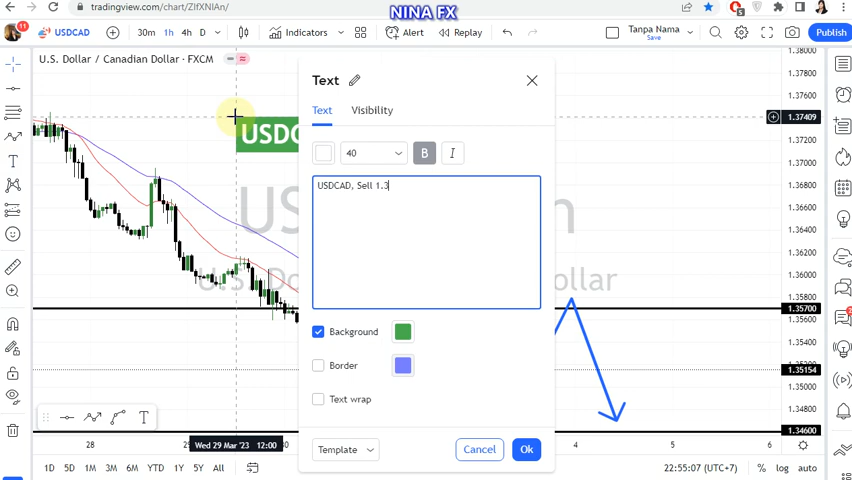 NINA FX
tradingview.com/chart/ZIfXNIAn/
11
USDCAD
30m 1h 4h D
Indicators
Alert
Replay
Tanpa Nama
Save
Publish
U.S. Dollar / Canadian Dollar · FXCM
USDC
Text
Text
Visibility
40
B
I
USDCAD, Sell 1.3
Background
Border
Text wrap
Template
Cancel
Ok
1.38000
1.37800
1.37409
1.37200
1.37000
1.36800
1.36600
1.36400
1.36200
1.36000
1.35800
1.35700
1.35600
1.35400
1.35154
1.35000
1.34800
1.34600
28
Wed 29 Mar '23 12:00
4
5
6
1D 5D 1M 3M 6M YTD 1Y 5Y All
22:55:07 (UTC+7)
% log auto